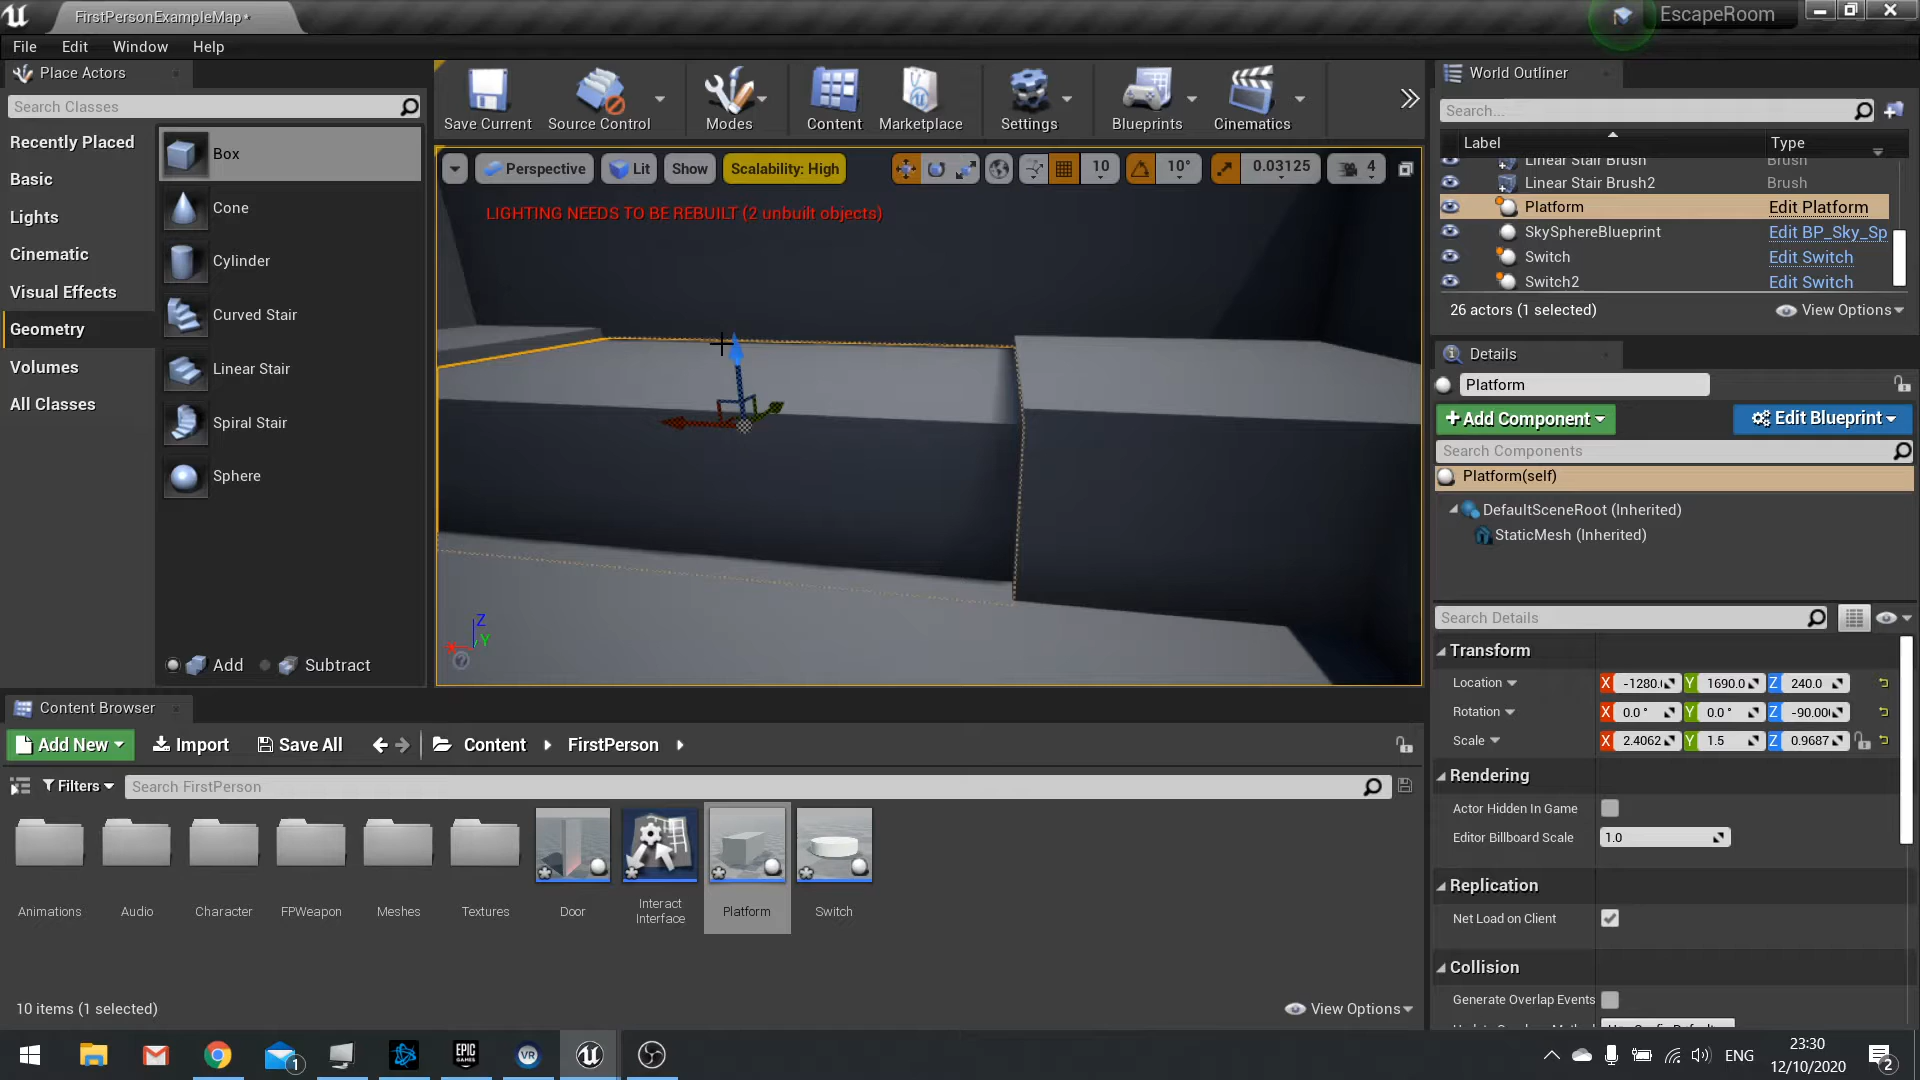 FirstPersonExampleMap*
EscapeRoom
File Edit Window Help
Place Actors
Search Classes
Recently Placed
Basic
Lights
Cinematic
Visual Effects
Geometry
Volumes
All Classes
Box
Cone
Cylinder
Curved Stair
Linear Stair
Spiral Stair
Sphere
Add Subtract
Save Current
Source Control
Modes
Content
Marketplace
Settings
Blueprints
Cinematics
Perspective Lit Show Scalability: High 10 10° 0.03125 4
LIGHTING NEEDS TO BE REBUILT (2 unbuilt objects)
Z
Y
World Outliner
Search...
Label Type
Linear Stair Brush Brush
Linear Stair Brush2 Brush
Platform Edit Platform
SkySphereBlueprint Edit BP_Sky_Sp
Switch Edit Switch
Switch2 Edit Switch
26 actors (1 selected) View Options
Details
Platform
+Add Component Edit Blueprint
Search Components
Platform(self)
DefaultSceneRoot (Inherited)
StaticMesh (Inherited)
Search Details
Transform
Location X -1280.( Y 1690.0 Z 240.0
Rotation X 0.0 ° Y 0.0 ° Z -90.00(
Scale X 2.4062 Y 1.5 Z 0.9687
Rendering
Actor Hidden In Game
Editor Billboard Scale 1.0
Replication
Net Load on Client
Collision
Generate Overlap Events
Content Browser
Add New Import Save All Content FirstPerson
Filters Search FirstPerson
Animations
Audio
Character
FPWeapon
Meshes
Textures
Door
Interact
Interface
Platform
Switch
10 items (1 selected) View Options
1
EPIC
GAMES
VR
ENG
23:30
12/10/2020
2